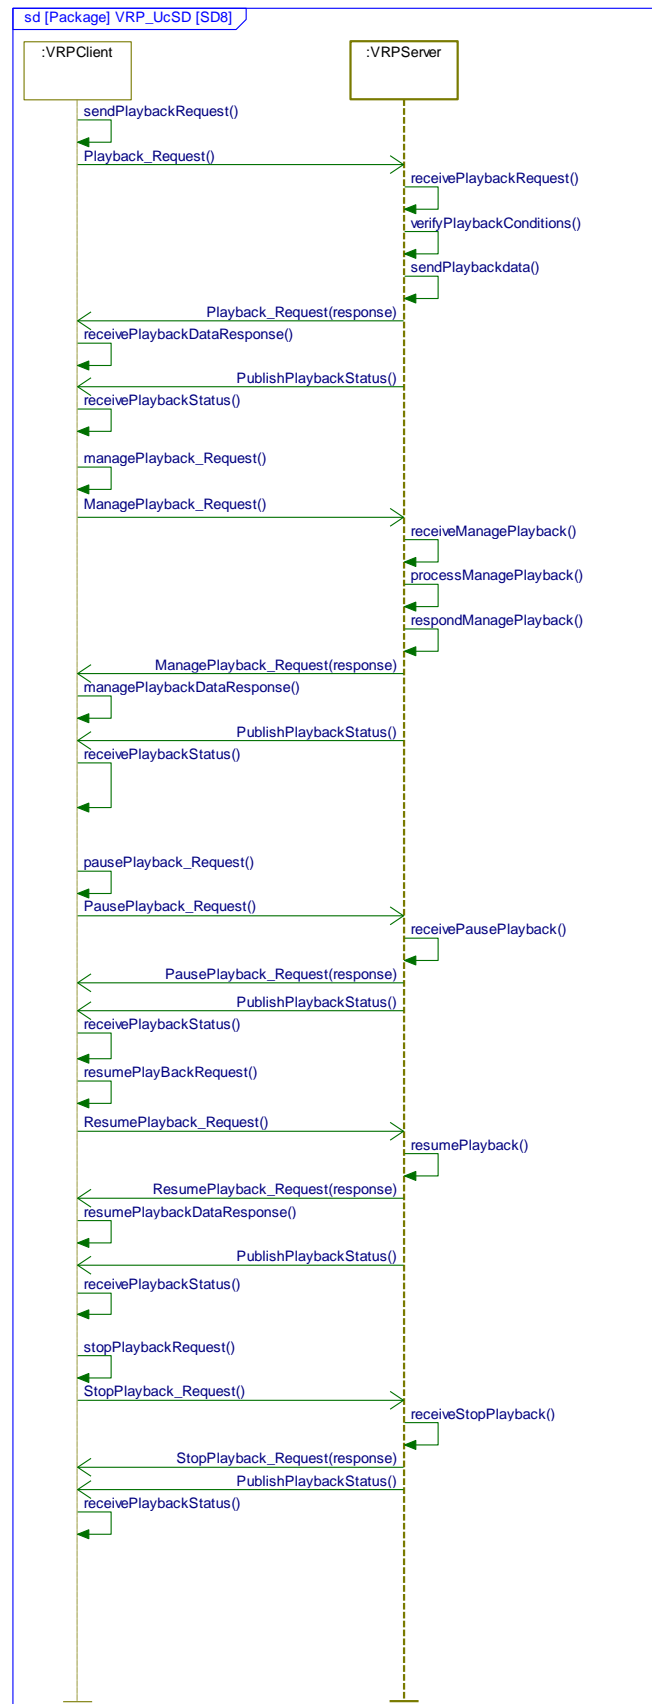 sd [Package] VRP_UcSD [SD8]
:VRPClient
:VRPServer
sendPlaybackRequest()
Playback_Request()
receivePlaybackRequest()
verifyPlaybackConditions()
sendPlaybackdata()
Playback_Request(response)
receivePlaybackDataResponse()
PublishPlaybackStatus()
receivePlaybackStatus()
managePlayback_Request()
ManagePlayback_Request()
receiveManagePlayback()
processManagePlayback()
respondManagePlayback()
ManagePlayback_Request(response)
managePlaybackDataResponse()
PublishPlaybackStatus()
receivePlaybackStatus()
pausePlayback_Request()
PausePlayback_Request()
receivePausePlayback()
PausePlayback_Request(response)
PublishPlaybackStatus()
receivePlaybackStatus()
resumePlayBackRequest()
ResumePlayback_Request()
resumePlayback()
ResumePlayback_Request(response)
resumePlaybackDataResponse()
PublishPlaybackStatus()
receivePlaybackStatus()
stopPlaybackRequest()
StopPlayback_Request()
receiveStopPlayback()
StopPlayback_Request(response)
PublishPlaybackStatus()
receivePlaybackStatus()